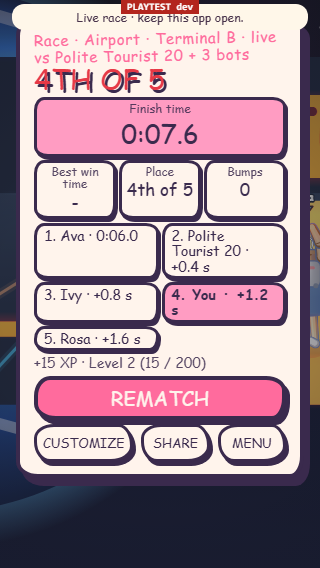 PLAYTEST dev
Live race · keep this app open.
Race · Airport · Terminal B · live
vs Polite Tourist 20 + 3 bots
4TH OF 5
Finish time
0:07.6
Best win
time
-
Place
4th of 5
Bumps
0
1. Ava · 0:06.0
2. Polite
Tourist 20 ·
+0.4 s
3. Ivy · +0.8 s
4. You · +1.2
s
5. Rosa · +1.6 s
+15 XP · Level 2 (15 / 200)
REMATCH
CUSTOMIZE
SHARE
MENU